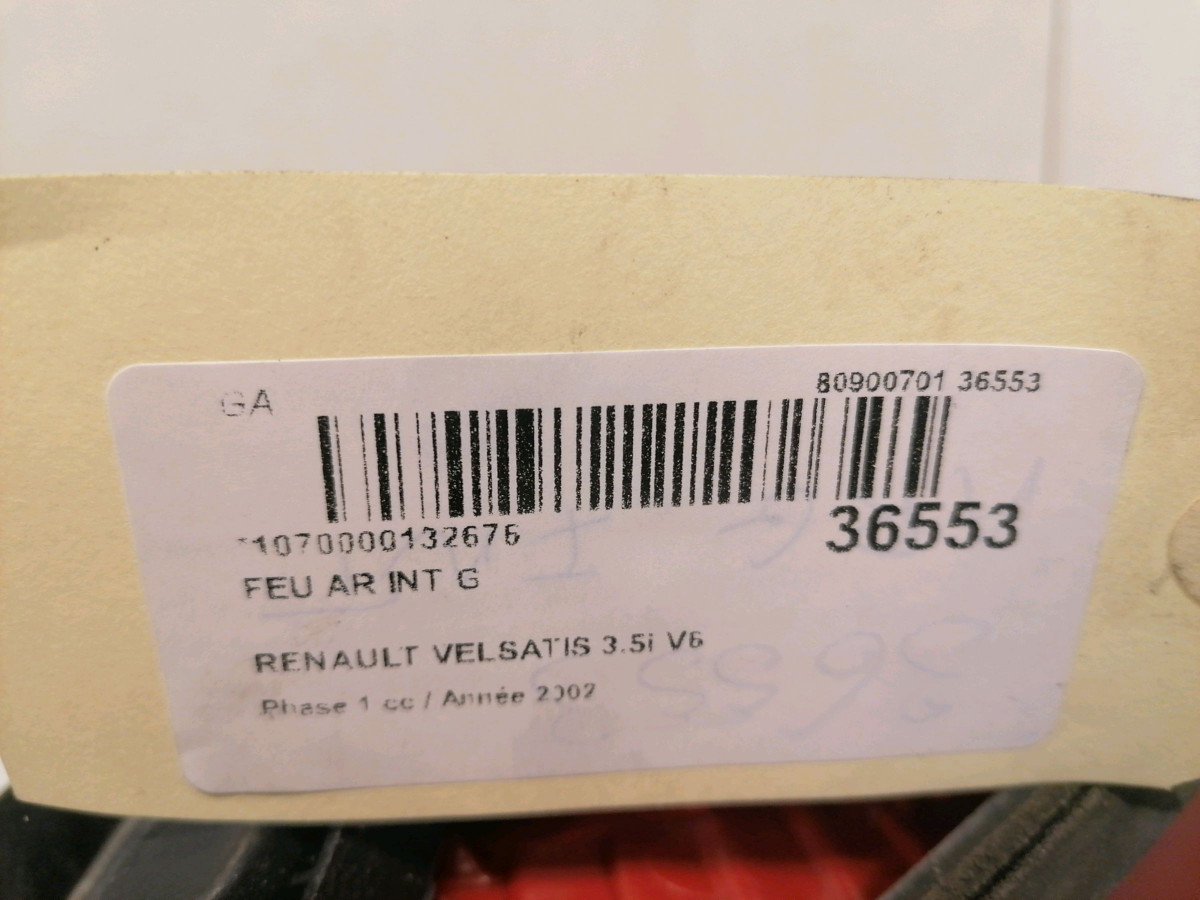 GA
80900701 36553
*1070000132676
36553
FEU AR INT G
RENAULT VELSATIS 3.5i V6
Phase 1 cc / Année 2002